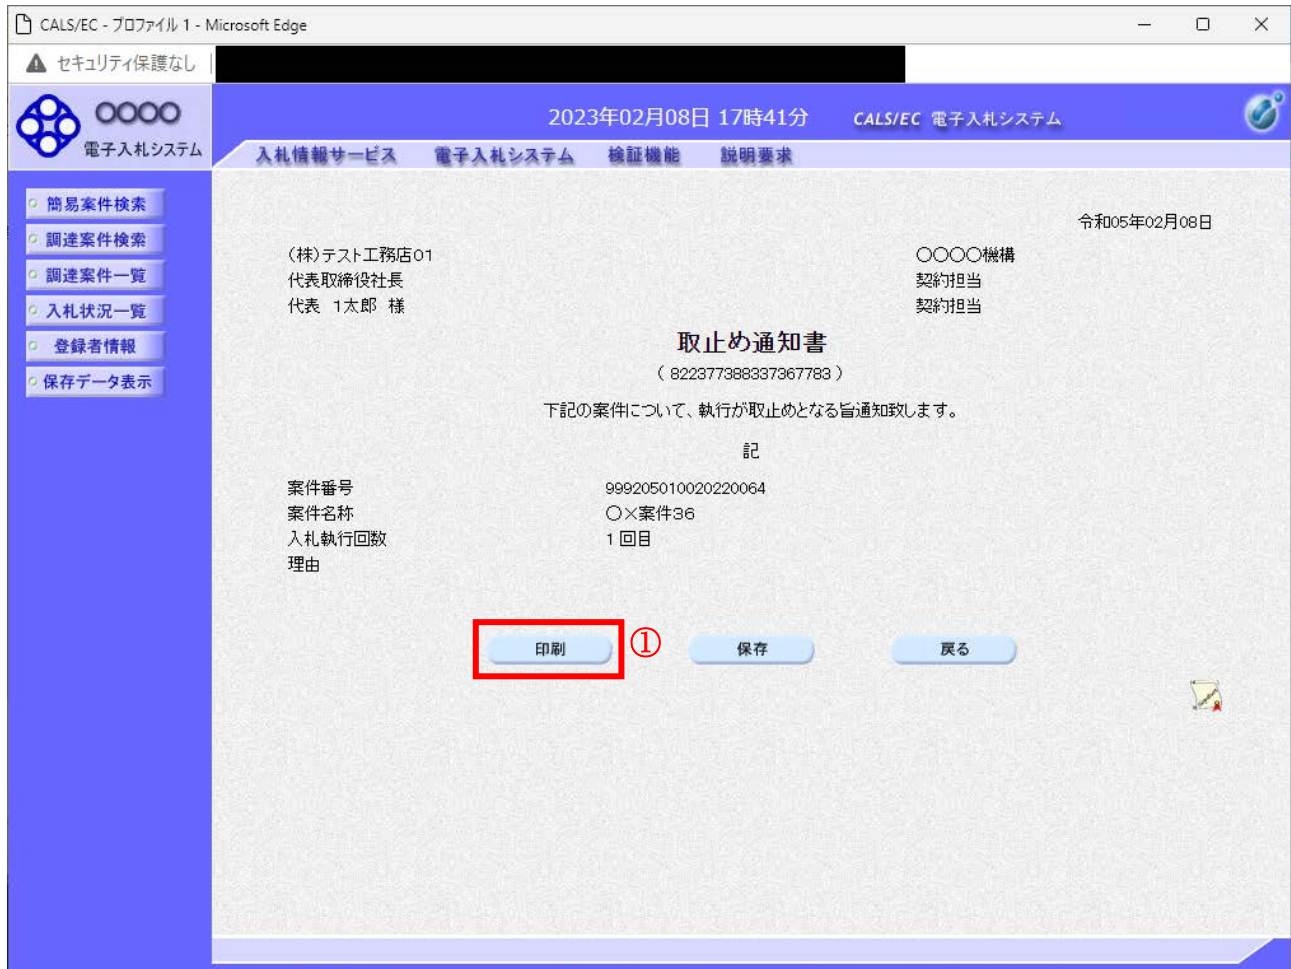 CALS/EC - プロファイル 1 - Microsoft Edge
セキュリティ保護なし
〇〇〇〇
電子入札システム
2023年02月08日 17時41分
CALS/EC 電子入札システム
入札情報サービス 電子入札システム 検証機能 説明要求
簡易案件検索
調達案件検索
調達案件一覧
入札状況一覧
登録者情報
保存データ表示
令和05年02月08日
(株)テスト工務店01
代表取締役社長
代表 1太郎 様
〇〇〇〇機構
契約担当
契約担当
取止め通知書
( 822377388337367783 )
下記の案件について、執行が取止めとなる旨通知致します。
記
案件番号 999205010020220064
案件名称 〇×案件36
入札執行回数 1 回目
理由
印刷 ① 保存 戻る